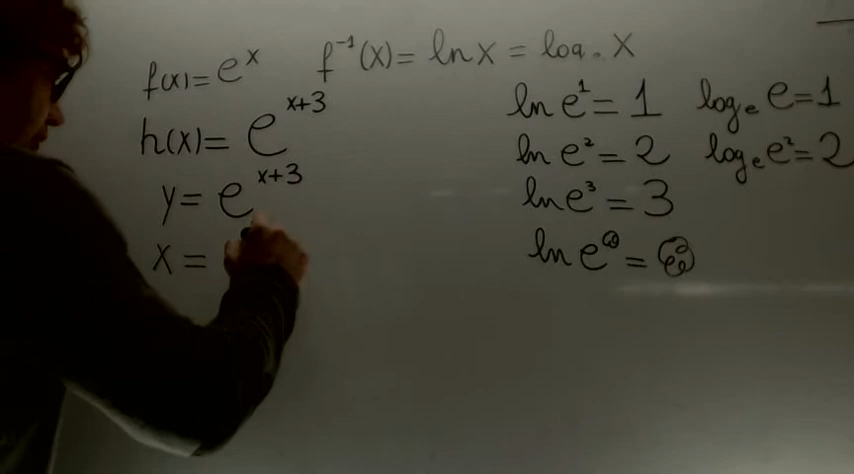 f(x)= e^x   f^-1(x)= ln x = log e x
h(x)= e^x+3
y= e^x+3
x =
ln e^1 = 1   log_e e = 1
ln e^2 = 2   log_e e^2 = 2
ln e^3 = 3
ln e^☺ = ☺